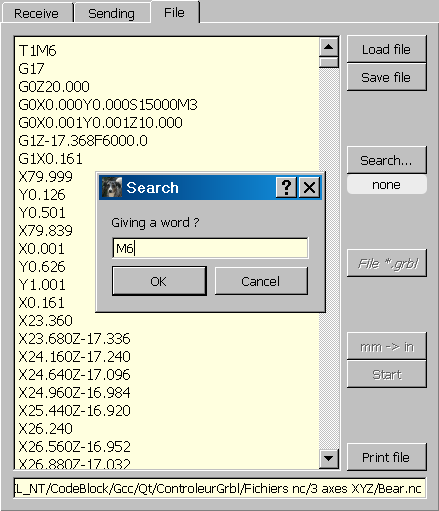 Receive
Sending
File
T1M6
G17
G0Z20.000
G0X0.000Y0.000S15000M3
G0X0.001Y0.001Z10.000
G1Z-17.368F6000.0
G1X0.161
X79.999
Y0.126
Y0.501
X79.839
X0.001
Y0.626
Y1.001
X0.161
X23.360
X23.680Z-17.336
X24.160Z-17.240
X24.640Z-17.096
X24.960Z-16.984
X25.440Z-16.920
X26.240
X26.560Z-16.952
X26.880Z-17.032
Search
?
Giving a word ?
M6
OK
Cancel
Load file
Save file
Search...
none
File *.grbl
mm -> in
Start
Print file
LL_NT/CodeBlock/Gcc/Qt/ControleurGrbl/Fichiers nc/3 axes XYZ/Bear.nc